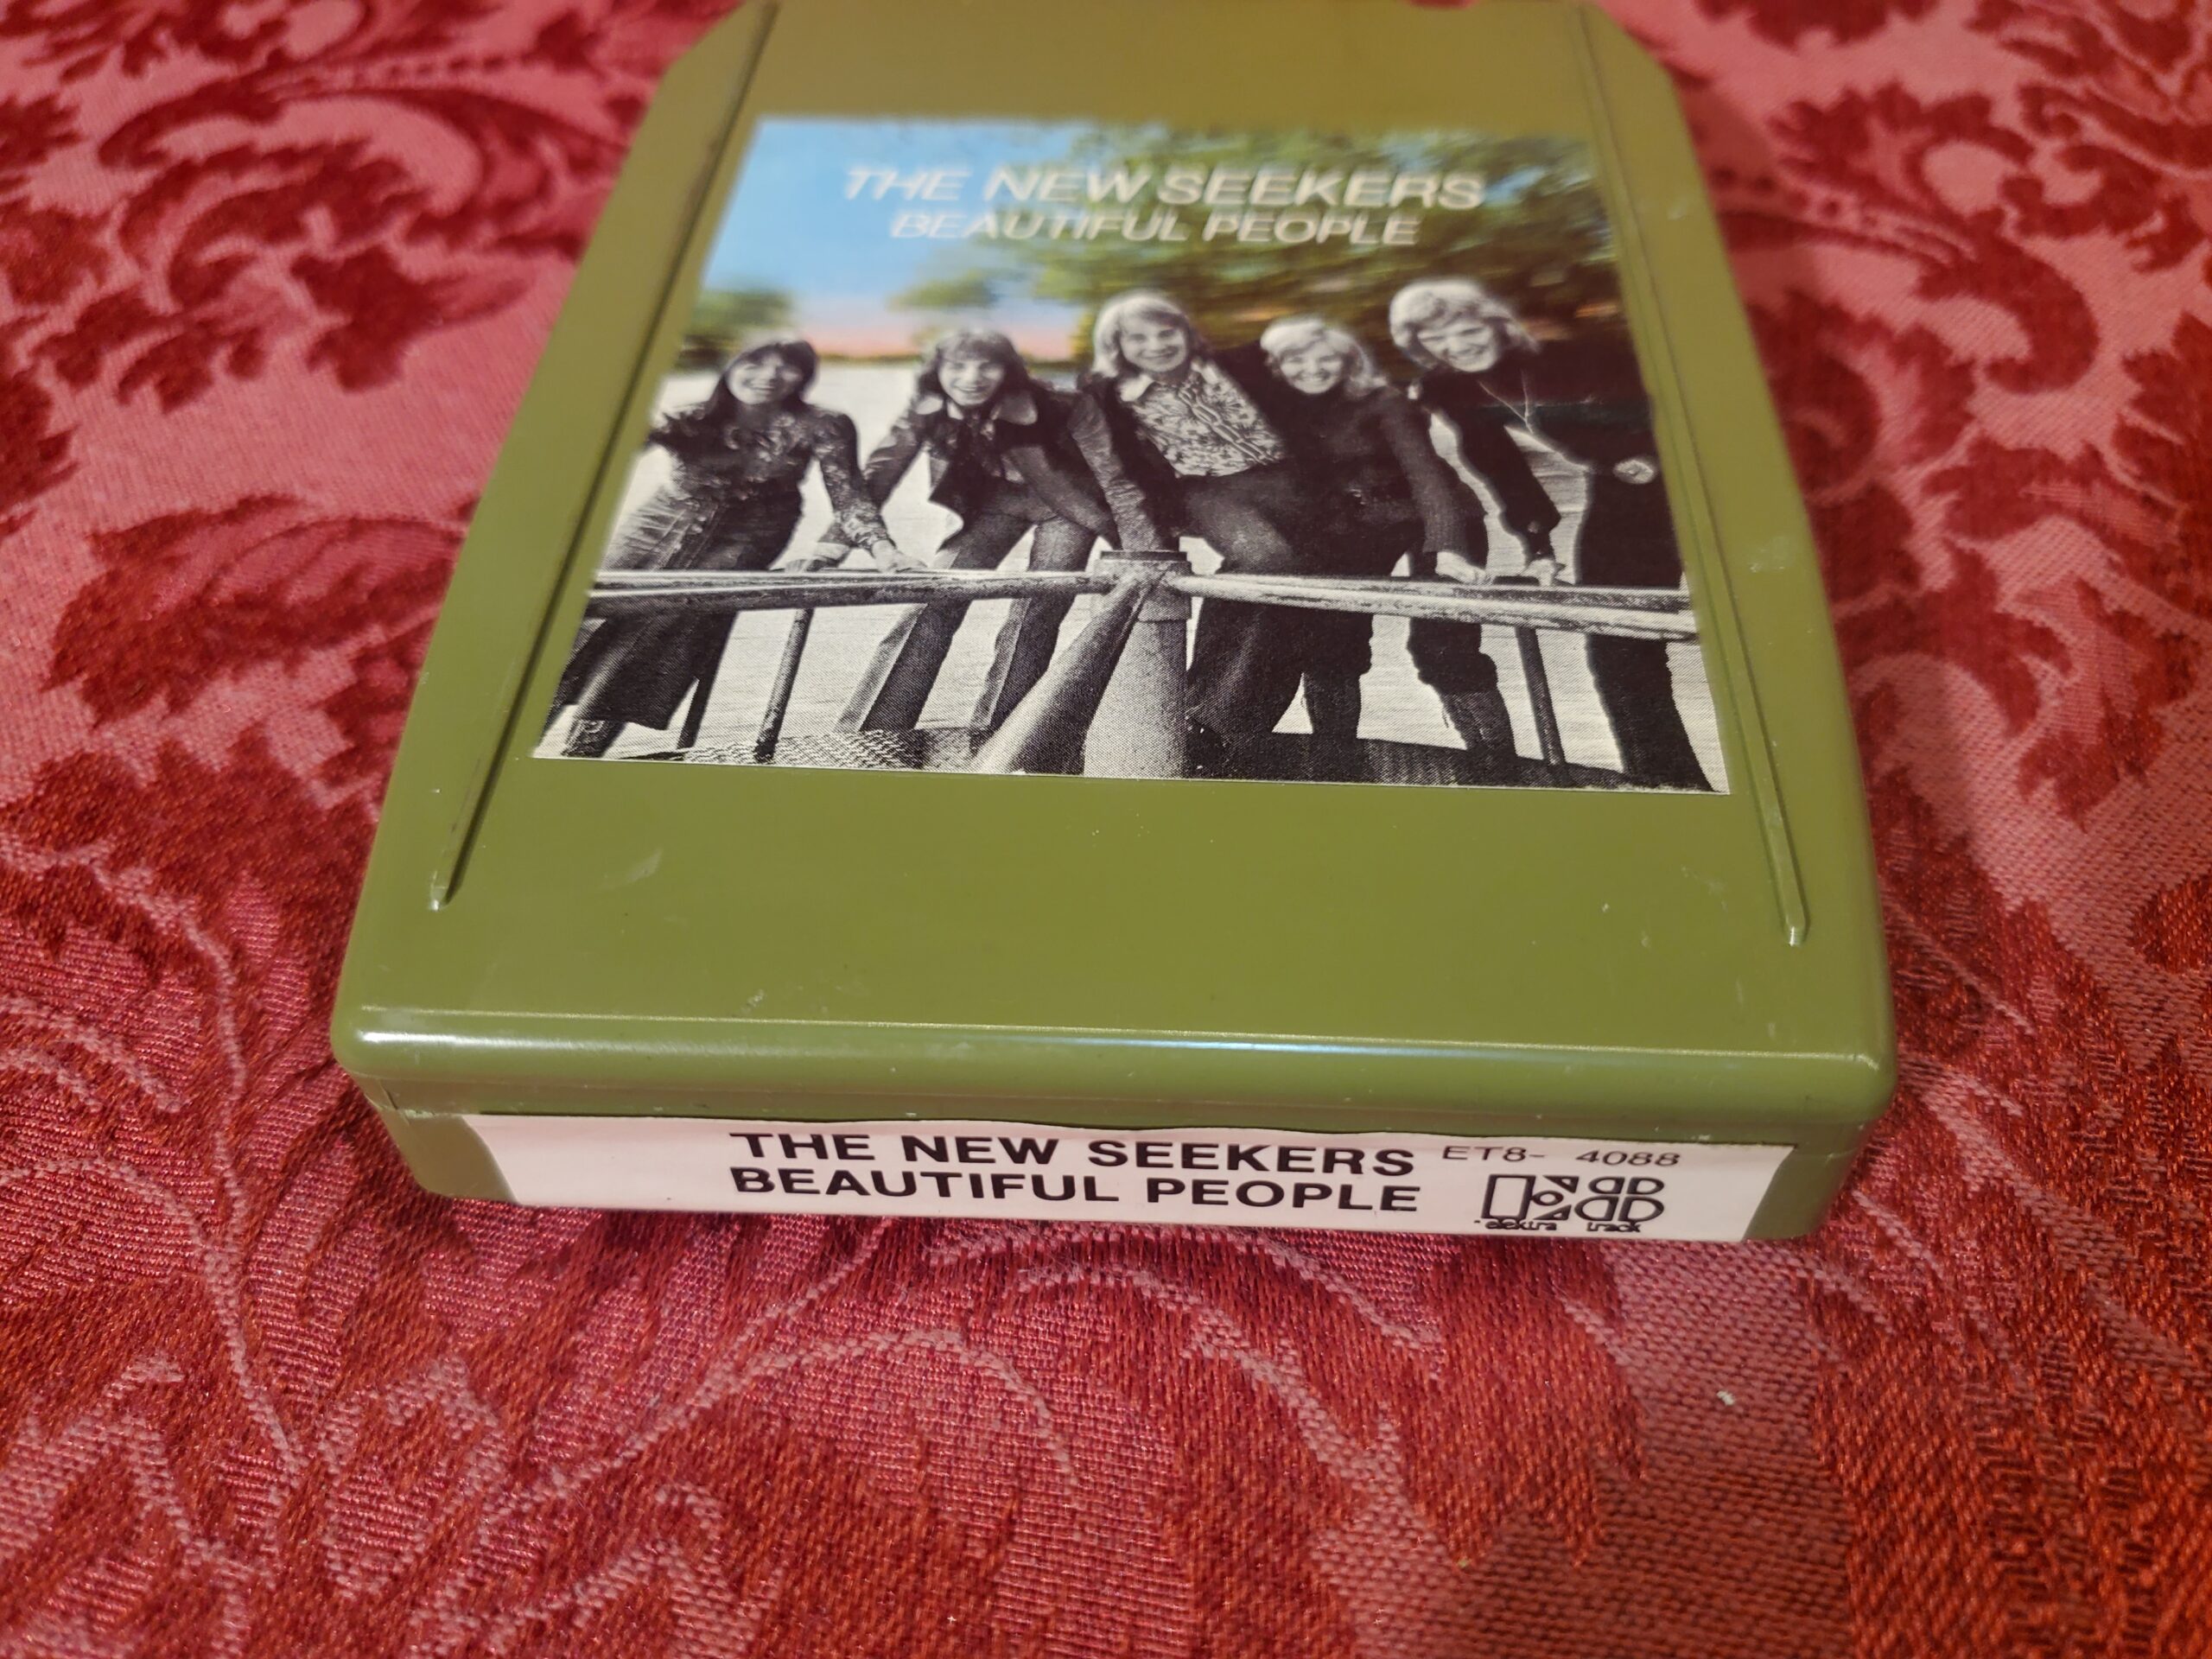 THE NEW SEEKERS
BEAUTIFUL PEOPLE
THE NEW SEEKERS ET8- 4088
BEAUTIFUL PEOPLE
elektra track